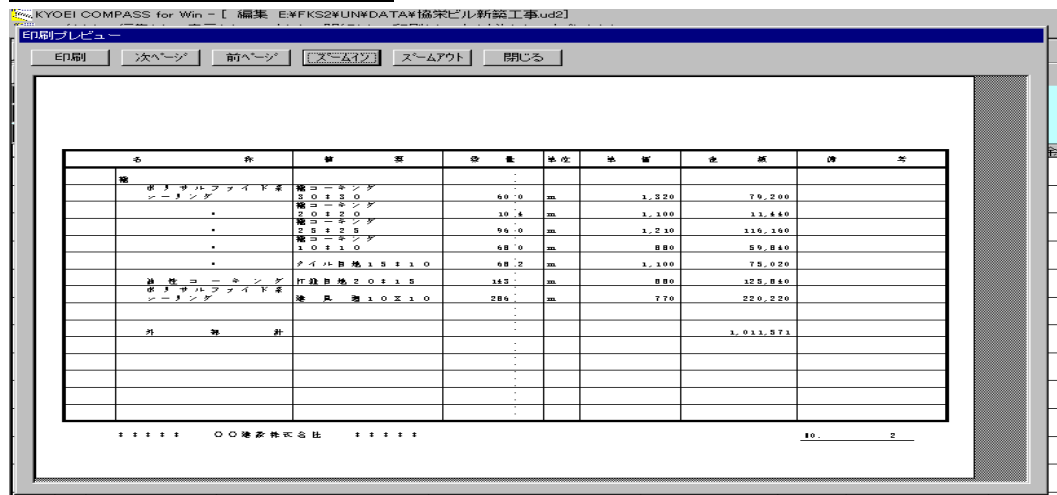 KYOEI COMPASS for Win - [ 編集 E:¥FKS2¥UN¥DATA¥協栄ビル新築工事.ud2]
印刷プレビュー
印刷 次ページ 前ページ ズームイン ズームアウト 閉じる
名 称 摘 要 数 量 単位 単 価 金 額 備 考
ポリサルファイド系
シーリング 30*30 60.0 m 1,320 79,200
〃 20*20 10.4 m 1,100 11,440
〃 25*25 96.0 m 1,210 116,160
〃 10*10 68.0 m 880 59,840
〃 タイル目地15*10 68.2 m 1,100 75,020
油性コーキング 打継目地20*15 143 m 880 125,840
ポリサルファイド系
シーリング 建具廻10X10 286 m 770 220,220
外 部 計 1,011,571
* * * * * ○○建設株式会社 * * * * *
NO. 2